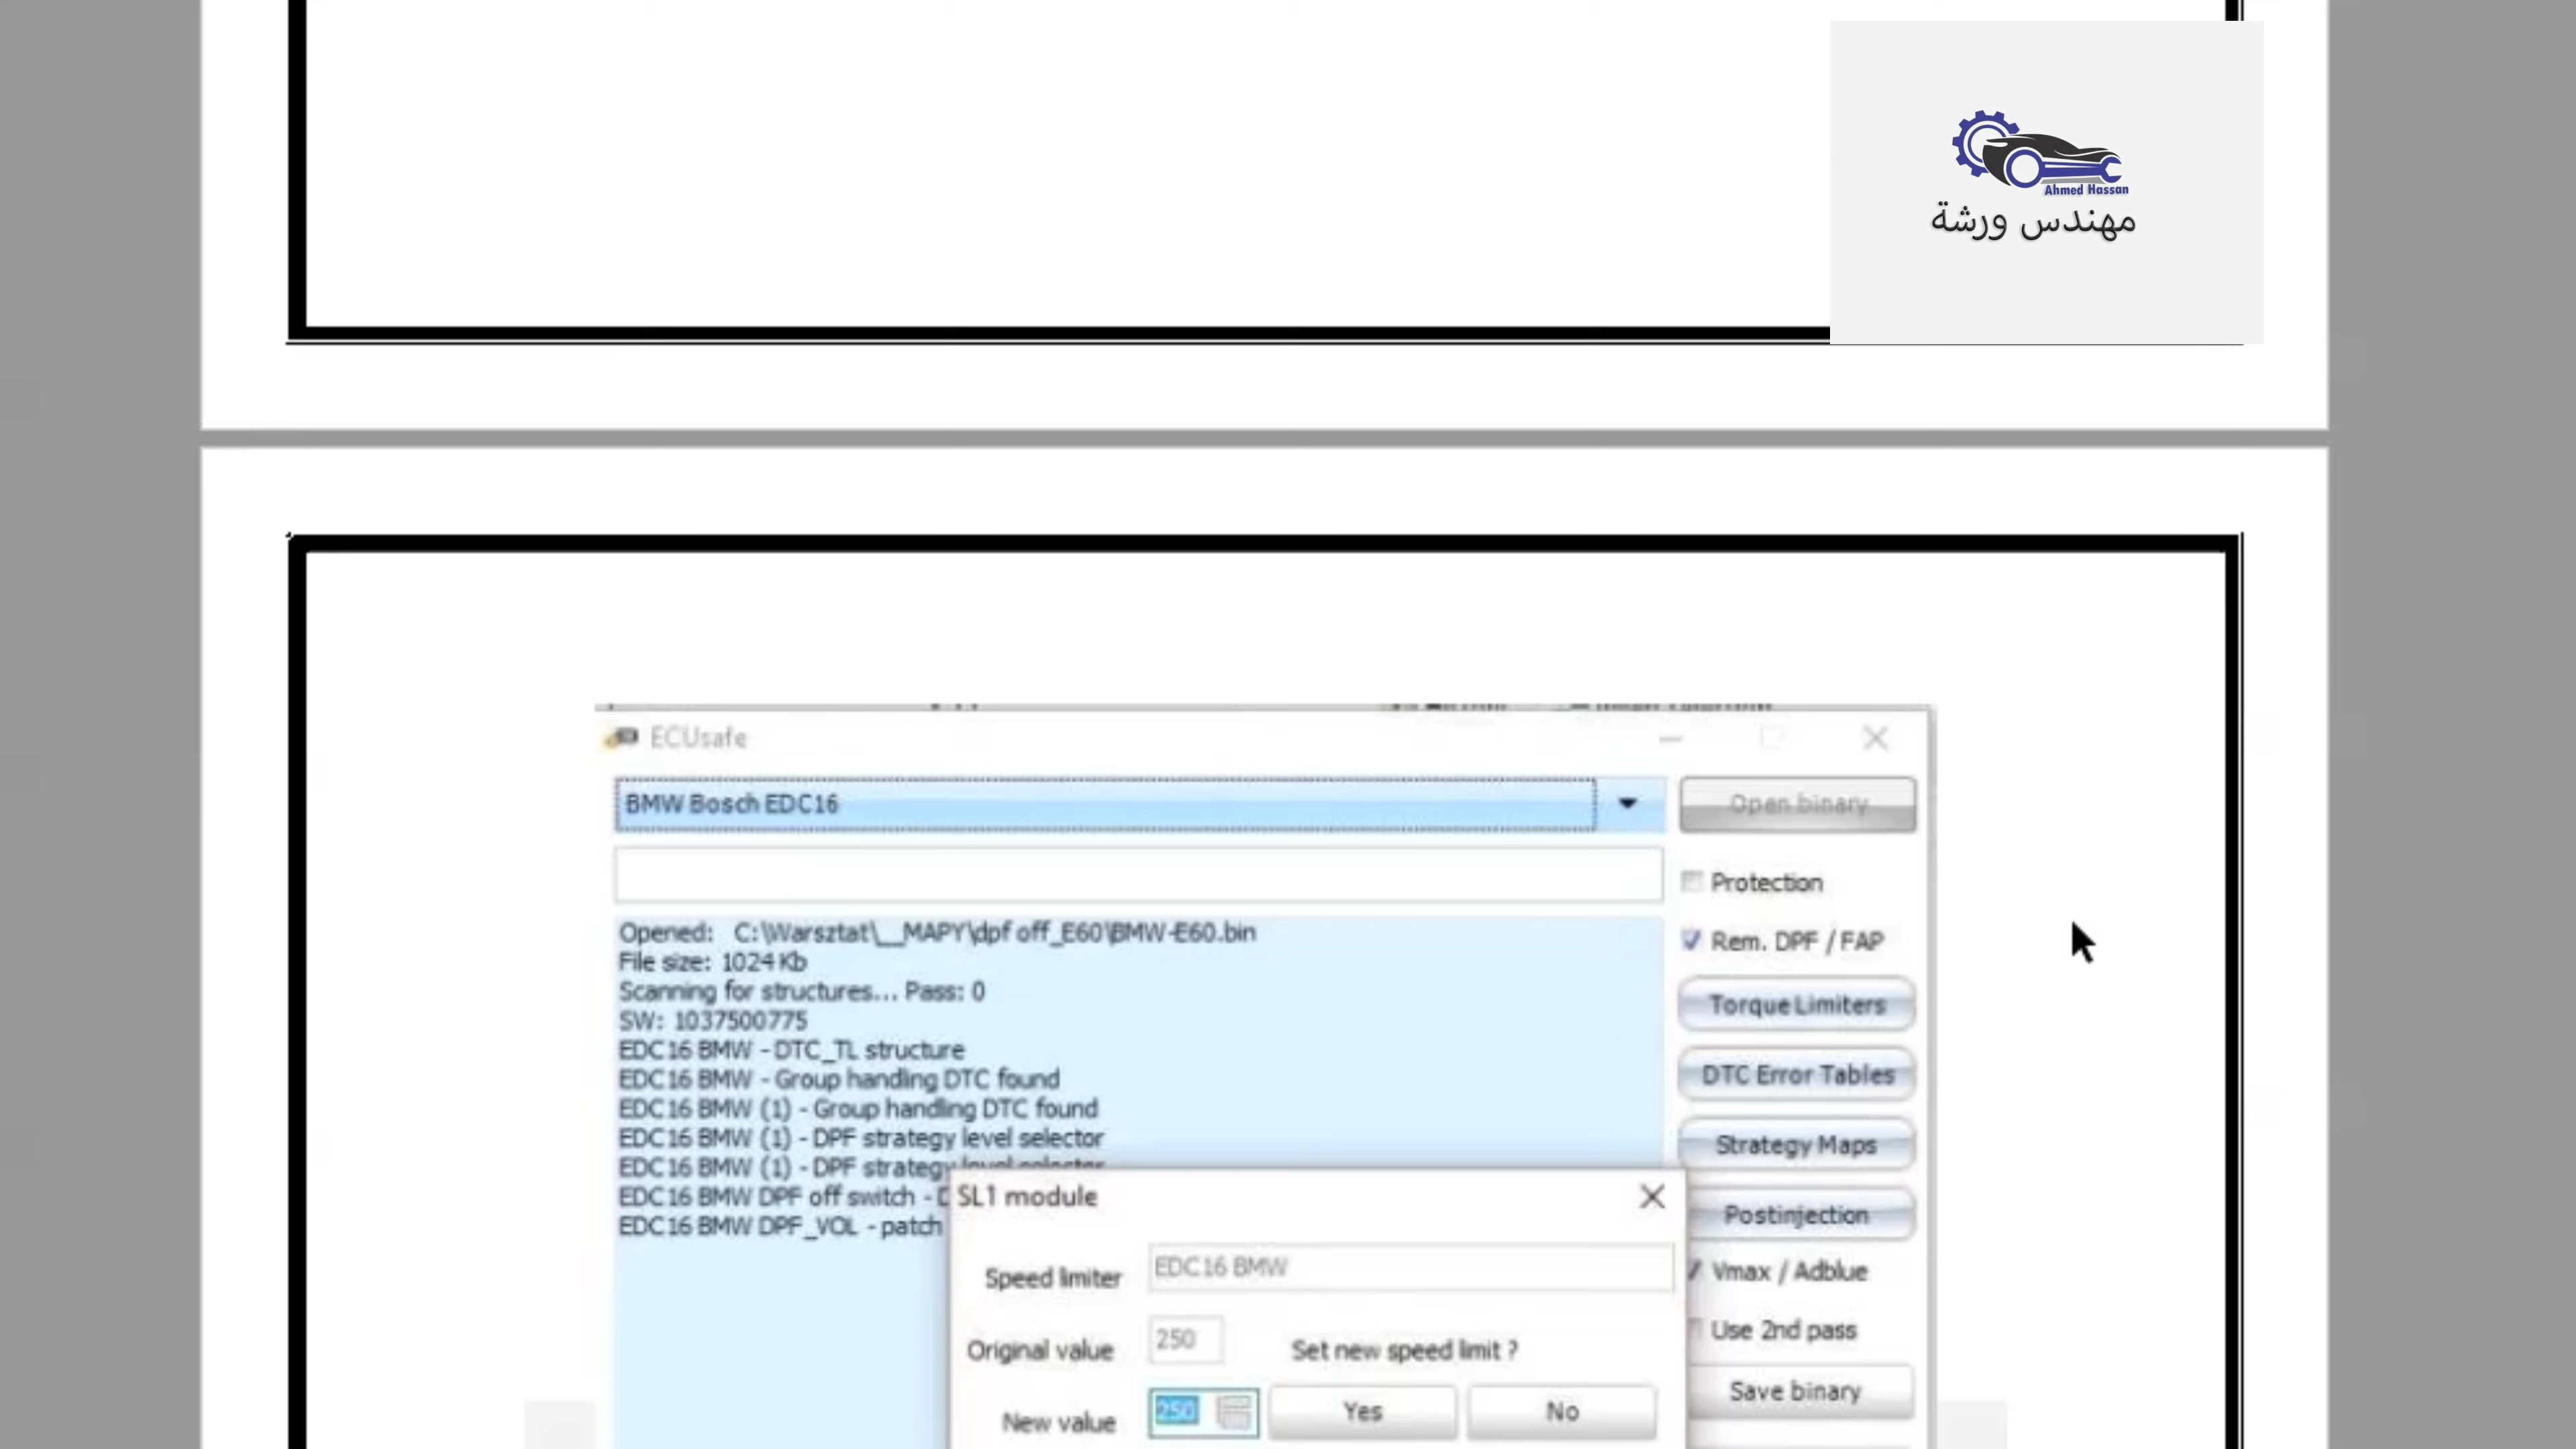 Ahmed Hassan
مهندس ورشة
ECUsafe
BMW Bosch EDC16
Open binary
Protection
Opened: C:\Warsztat\__MAPY\dpf off_E60\BMW-E60.bin
Rem. DPF / FAP
File size: 1024 Kb
Scanning for structures... Pass: 0
Torque Limiters
SW: 1037500775
EDC16 BMW - DTC_TL structure
DTC Error Tables
EDC16 BMW - Group handling DTC found
EDC16 BMW (1) - Group handling DTC found
EDC16 BMW (1) - DPF strategy level selector
Strategy Maps
EDC16 BMW (1) - DPF strategy level selector
EDC16 BMW DPF off switch -
SL1 module
EDC16 BMW DPF_VOL - patch
Postinjection
Speed limiter
EDC16 BMW
Vmax / Adblue
Original value
250
Set new speed limit ?
Use 2nd pass
New value
250
Yes
No
Save binary